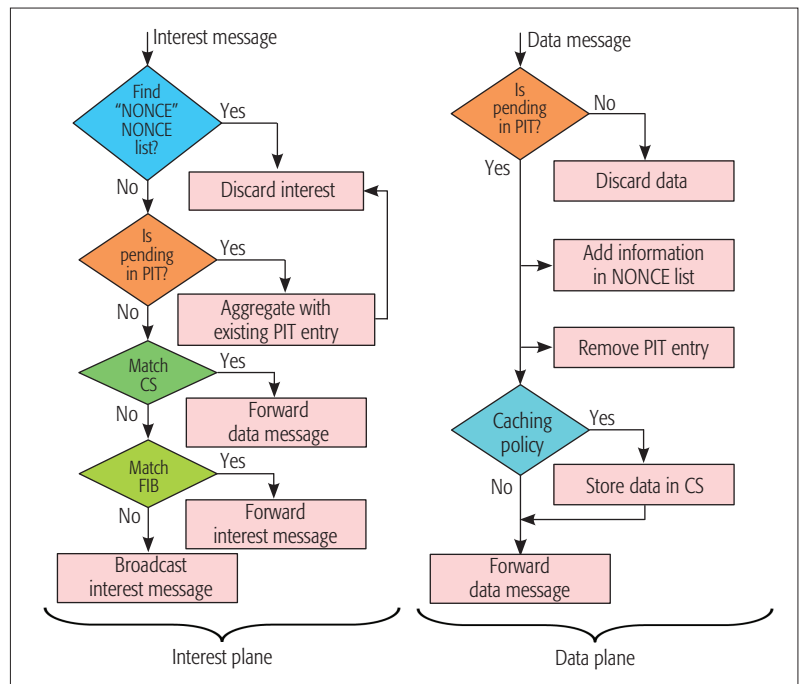 Interest message
Find
“NONCE”
NONCE
list?
Yes
No
Discard interest
Is
pending
in PIT?
Yes
No
Aggregate with
existing PIT entry
Match
CS
Yes
No
Forward
data message
Match
FIB
Yes
No
Forward
interest message
Broadcast
interest message
Interest plane
Data message
Is
pending
in PIT?
No
Yes
Discard data
Add information
in NONCE list
Remove PIT entry
Caching
policy
Yes
No
Store data in CS
Forward
data message
Data plane